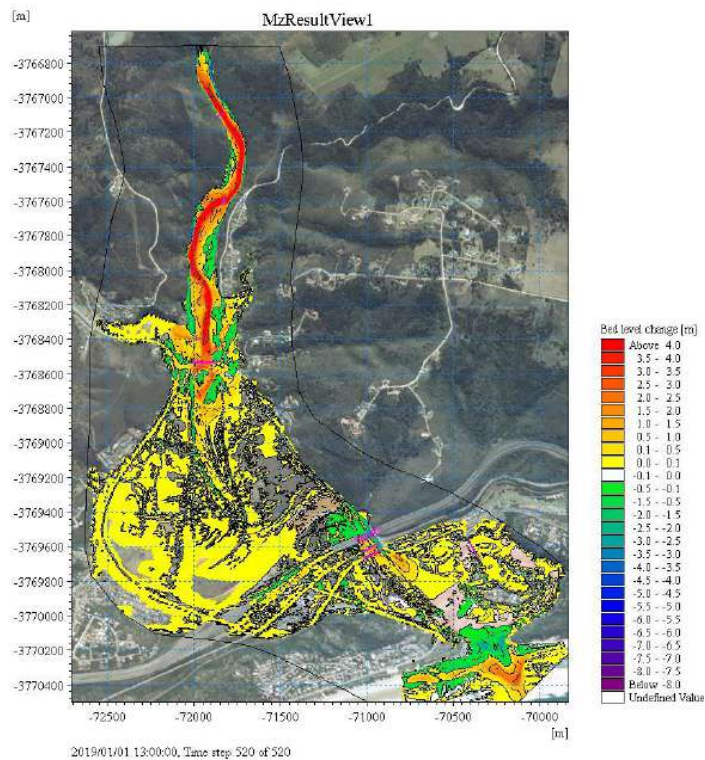 [m]
MzResultView1
-3766800
-3767000
-3767200
-3767400
-3767600
-3767800
-3768000
-3768200
-3768400
-3768600
-3768800
-3769000
-3769200
-3769400
-3769600
-3769800
-3770000
-3770200
-3770400
-72500
-72000
-71500
-71000
-70500
-70000
[m]
2019/01/01 13:00:00, Time step 520 of 520
Bed level change [m]
Above 4.0
3.5 - 4.0
3.0 - 3.5
2.5 - 3.0
2.0 - 2.5
1.5 - 2.0
1.0 - 1.5
0.5 - 1.0
0.1 - 0.5
0.0 - 0.1
-0.1 - 0.0
-0.5 - -0.1
-1.0 - -0.5
-1.5 - -1.0
-2.0 - -1.5
-2.5 - -2.0
-3.0 - -2.5
-3.5 - -3.0
-4.0 - -3.5
-4.5 - -4.0
-5.0 - -4.5
-5.5 - -5.0
-6.0 - -5.5
-6.5 - -6.0
-7.0 - -6.5
-7.5 - -7.0
-8.0 - -7.5
Below -8.0
Undefined Value